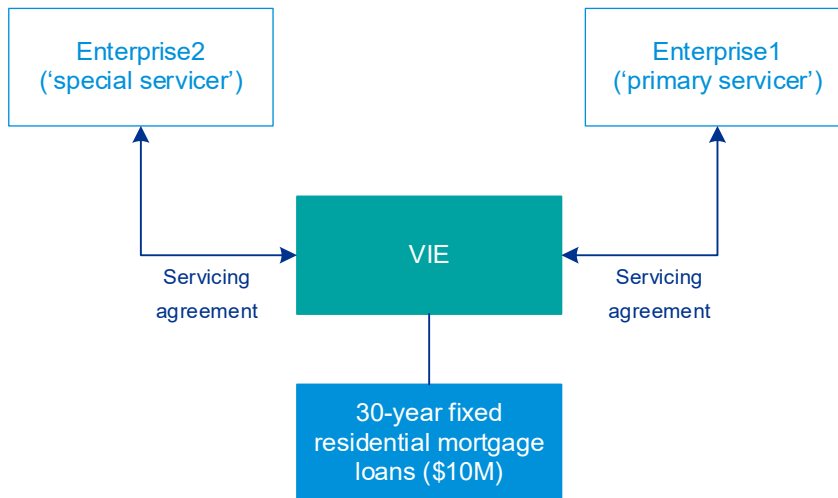 Enterprise2
(‘special servicer’)
Enterprise1
(‘primary servicer’)
VIE
Servicing
agreement
Servicing
agreement
30-year fixed
residential mortgage
loans ($10M)